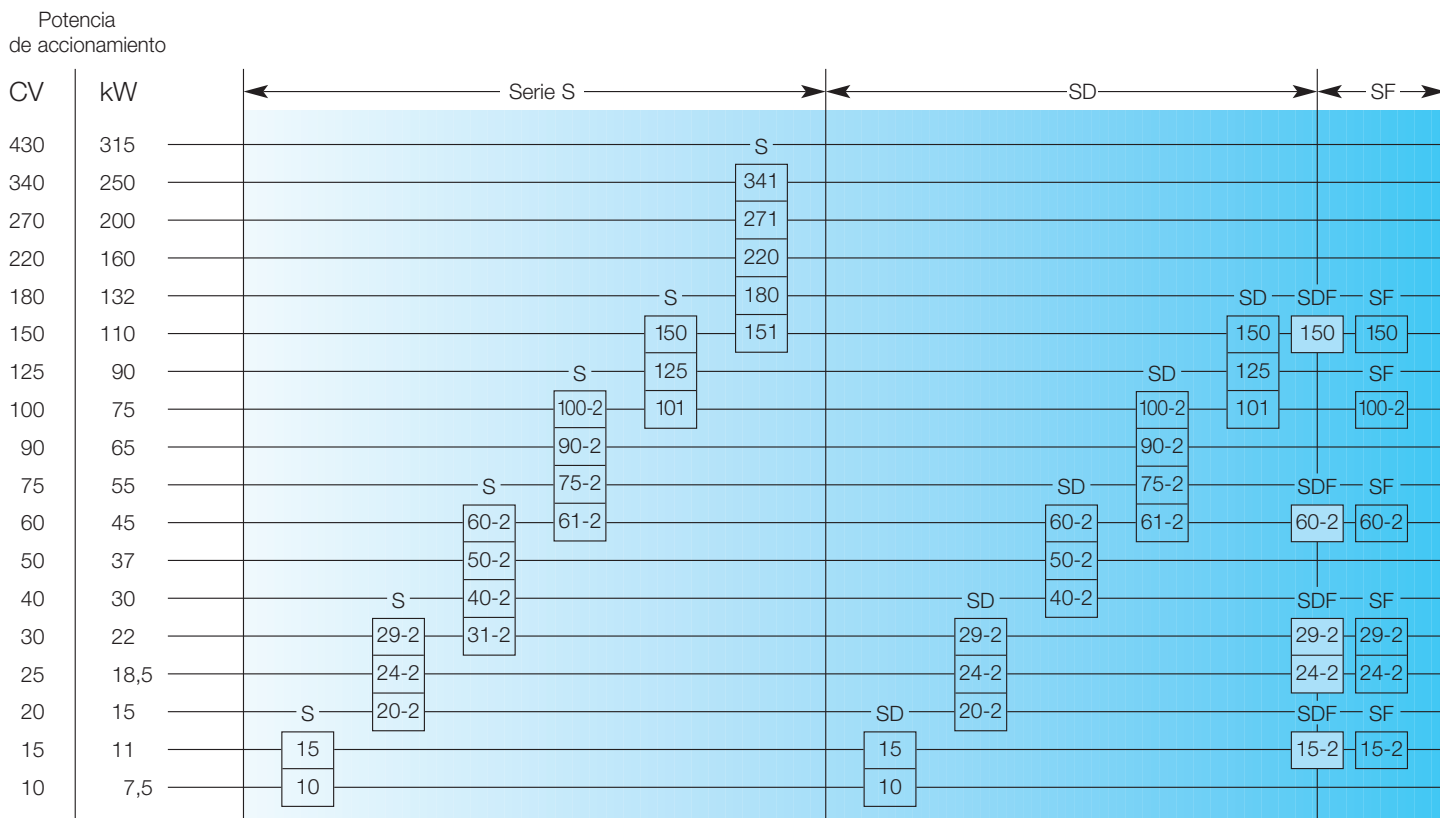 Potencia
de accionamiento
CV kW Serie S SD SF
430 315 S
340 250 341
270 200 271
220 160 220
180 132 S 180 SD SDF SF
150 110 150 151 150 150 150
125 90 S 125 SD 125 SF
100 75 100-2 101 100-2 101 100-2
90 65 90-2 90-2
75 55 S 75-2 SD 75-2 SDF SF
60 45 60-2 61-2 60-2 61-2 60-2 60-2
50 37 50-2 50-2
40 30 S 40-2 SD 40-2 SDF SF
30 22 29-2 31-2 29-2 29-2 29-2
25 18,5 24-2 24-2 24-2 24-2
20 15 S 20-2 SD 20-2 SDF SF
15 11 15 15 15-2 15-2
10 7,5 10 10